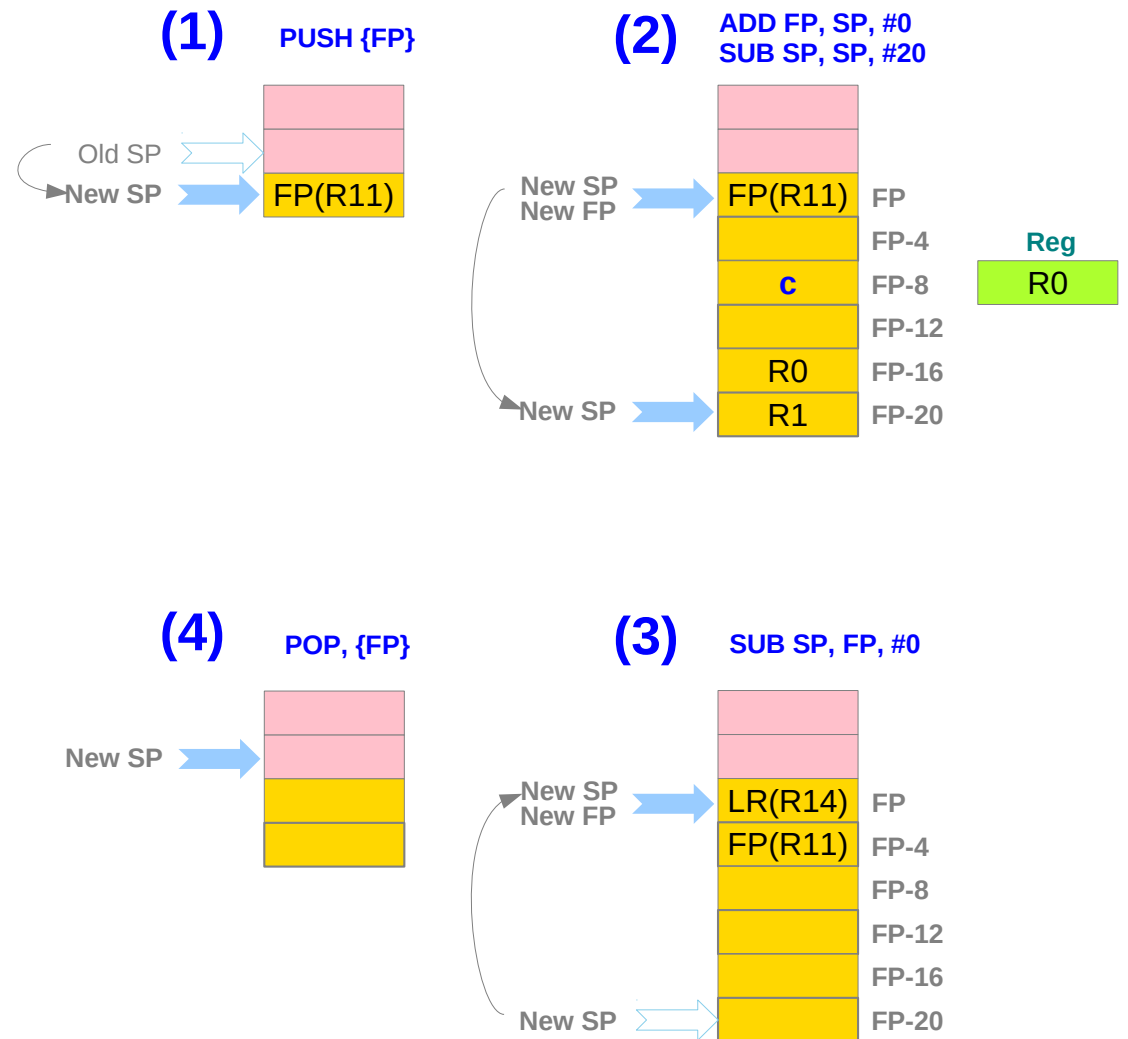 (1)
PUSH {FP}
Old SP
New SP
FP(R11)
(2)
ADD FP, SP, #0
SUB SP, SP, #20
New SP
New FP
FP(R11)
FP
FP-4
Reg
c
FP-8
R0
FP-12
R0
FP-16
New SP
R1
FP-20
(4)
POP, {FP}
New SP
(3)
SUB SP, FP, #0
New SP
New FP
LR(R14)
FP
FP(R11)
FP-4
FP-8
FP-12
FP-16
New SP
FP-20